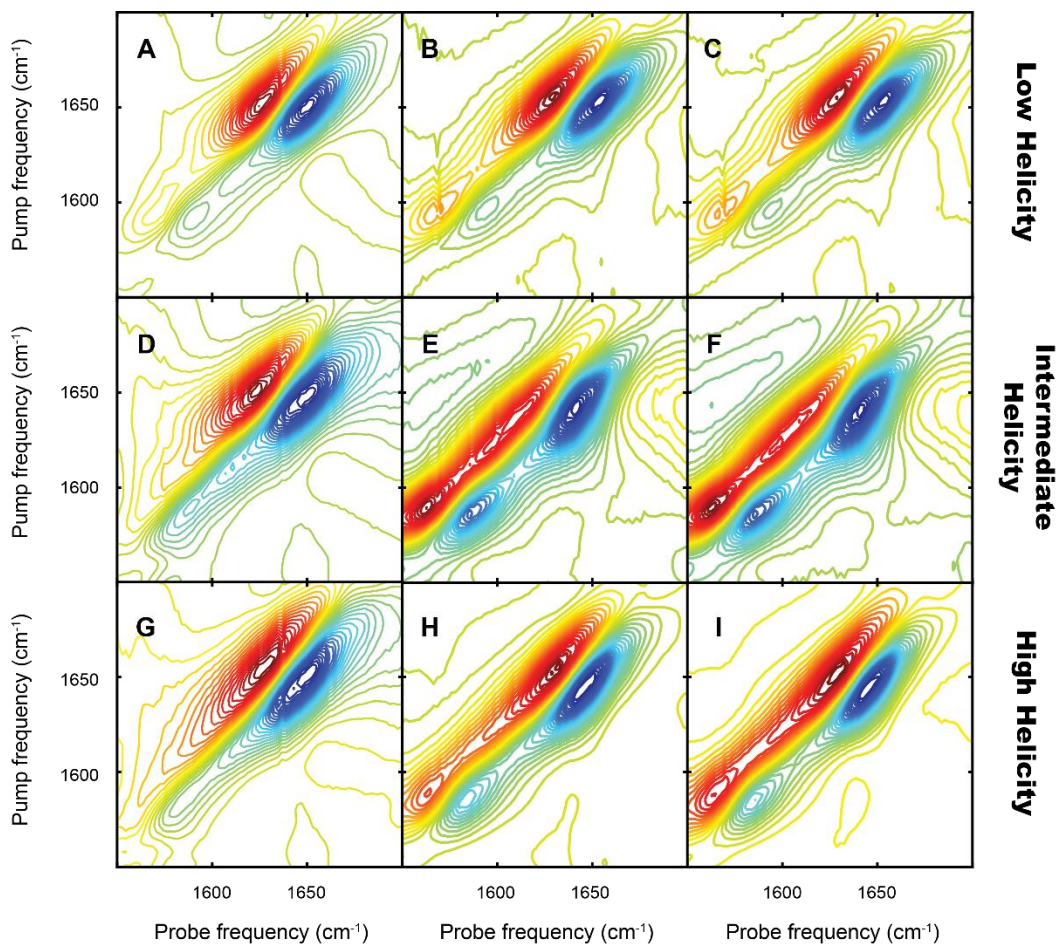 A
B
C
Low Helicity
Pump frequency (cm⁻¹)
1650
1600
D
E
F
Intermediate
Helicity
Pump frequency (cm⁻¹)
1650
1600
G
H
I
High Helicity
Pump frequency (cm⁻¹)
1650
1600
1600 1650 1600 1650 1600 1650
Probe frequency (cm⁻¹) Probe frequency (cm⁻¹) Probe frequency (cm⁻¹)